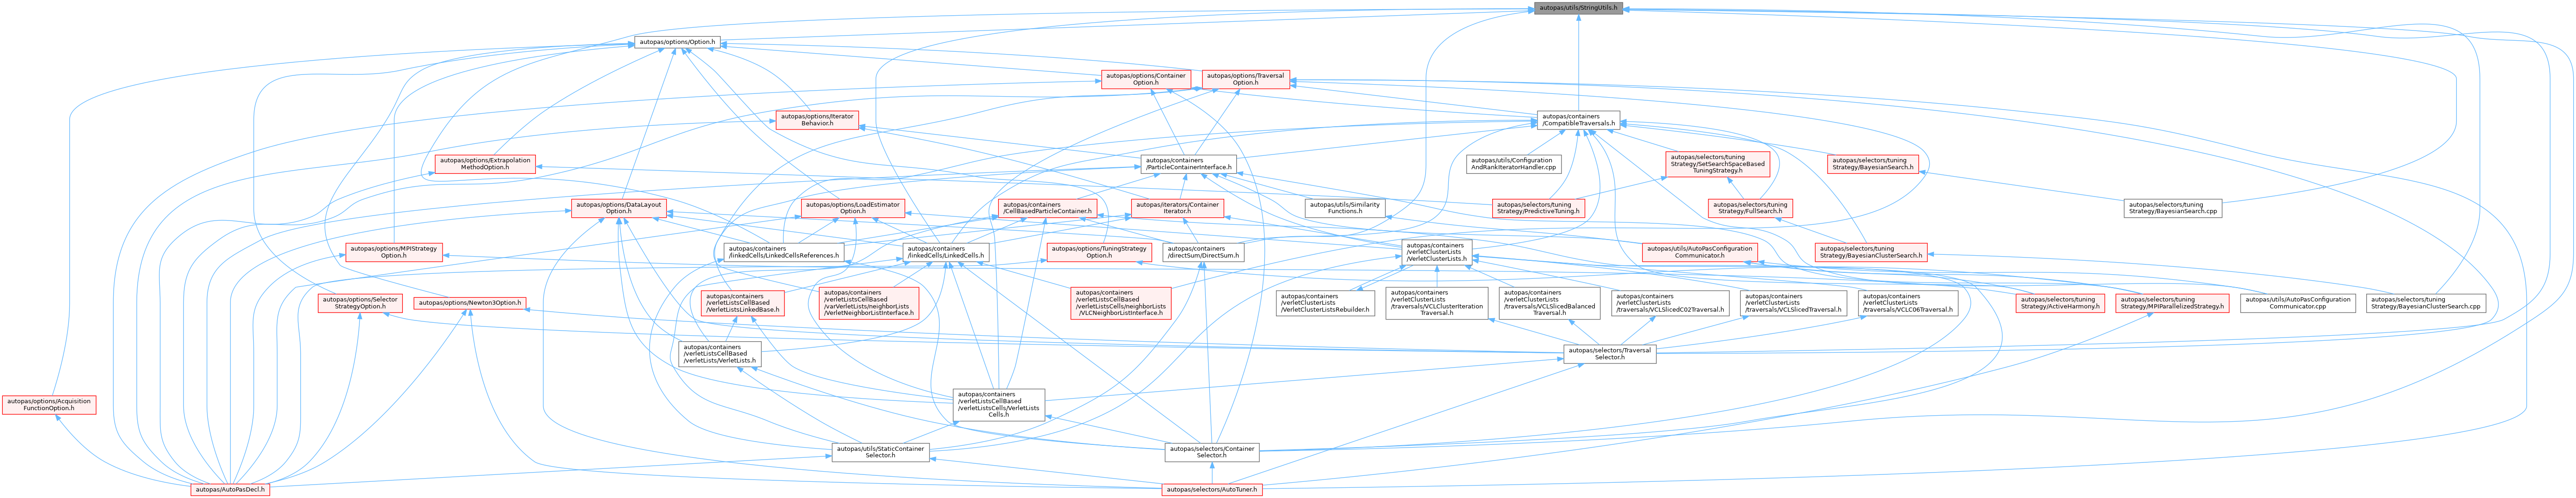 autopas/utils/StringUtils.h
autopas/options/Option.h
autopas/options/Container
Option.h
autopas/options/Traversal
Option.h
autopas/options/Iterator
Behavior.h
autopas/containers
/CompatibleTraversals.h
autopas/options/Extrapolation
MethodOption.h
autopas/containers
/ParticleContainerInterface.h
autopas/utils/Configuration
AndRankIteratorHandler.cpp
autopas/selectors/tuning
Strategy/SetSearchSpaceBased
TuningStrategy.h
autopas/selectors/tuning
Strategy/BayesianSearch.h
autopas/options/DataLayout
Option.h
autopas/options/LoadEstimator
Option.h
autopas/containers
/CellBasedParticleContainer.h
autopas/iterators/Container
Iterator.h
autopas/utils/Similarity
Functions.h
autopas/selectors/tuning
Strategy/PredictiveTuning.h
autopas/selectors/tuning
Strategy/FullSearch.h
autopas/selectors/tuning
Strategy/BayesianSearch.cpp
autopas/options/MPIStrategy
Option.h
autopas/containers
/linkedCells/LinkedCellsReferences.h
autopas/containers
/linkedCells/LinkedCells.h
autopas/options/TuningStrategy
Option.h
autopas/containers
/directSum/DirectSum.h
autopas/containers
/verletClusterLists
/VerletClusterLists.h
autopas/utils/AutoPasConfiguration
Communicator.h
autopas/selectors/tuning
Strategy/BayesianClusterSearch.h
autopas/options/Selector
StrategyOption.h
autopas/options/Newton3Option.h
autopas/containers
/verletListsCellBased
/VerletListsLinkedBase.h
autopas/containers
/verletListsCellBased
/varVerletLists/neighborLists
/VerletNeighborListInterface.h
autopas/containers
/verletListsCellBased
/verletListsCells/neighborLists
/VLCNeighborListInterface.h
autopas/containers
/verletClusterLists
/VerletClusterListsRebuilder.h
autopas/containers
/verletClusterLists
/traversals/VCLClusterIteration
Traversal.h
autopas/containers
/verletClusterLists
/traversals/VCLSlicedBalanced
Traversal.h
autopas/containers
/verletClusterLists
/traversals/VCLSlicedC02Traversal.h
autopas/containers
/verletClusterLists
/traversals/VCLSlicedTraversal.h
autopas/containers
/verletClusterLists
/traversals/VCLC06Traversal.h
autopas/selectors/tuning
Strategy/ActiveHarmony.h
autopas/selectors/tuning
Strategy/MPIParallelizedStrategy.h
autopas/utils/AutoPasConfiguration
Communicator.cpp
autopas/selectors/tuning
Strategy/BayesianClusterSearch.cpp
autopas/containers
/verletListsCellBased
/verletLists/VerletLists.h
autopas/selectors/Traversal
Selector.h
autopas/options/Acquisition
FunctionOption.h
autopas/containers
/verletListsCellBased
/verletListsCells/VerletLists
Cells.h
autopas/utils/StaticContainer
Selector.h
autopas/selectors/Container
Selector.h
autopas/AutoPasDecl.h
autopas/selectors/AutoTuner.h